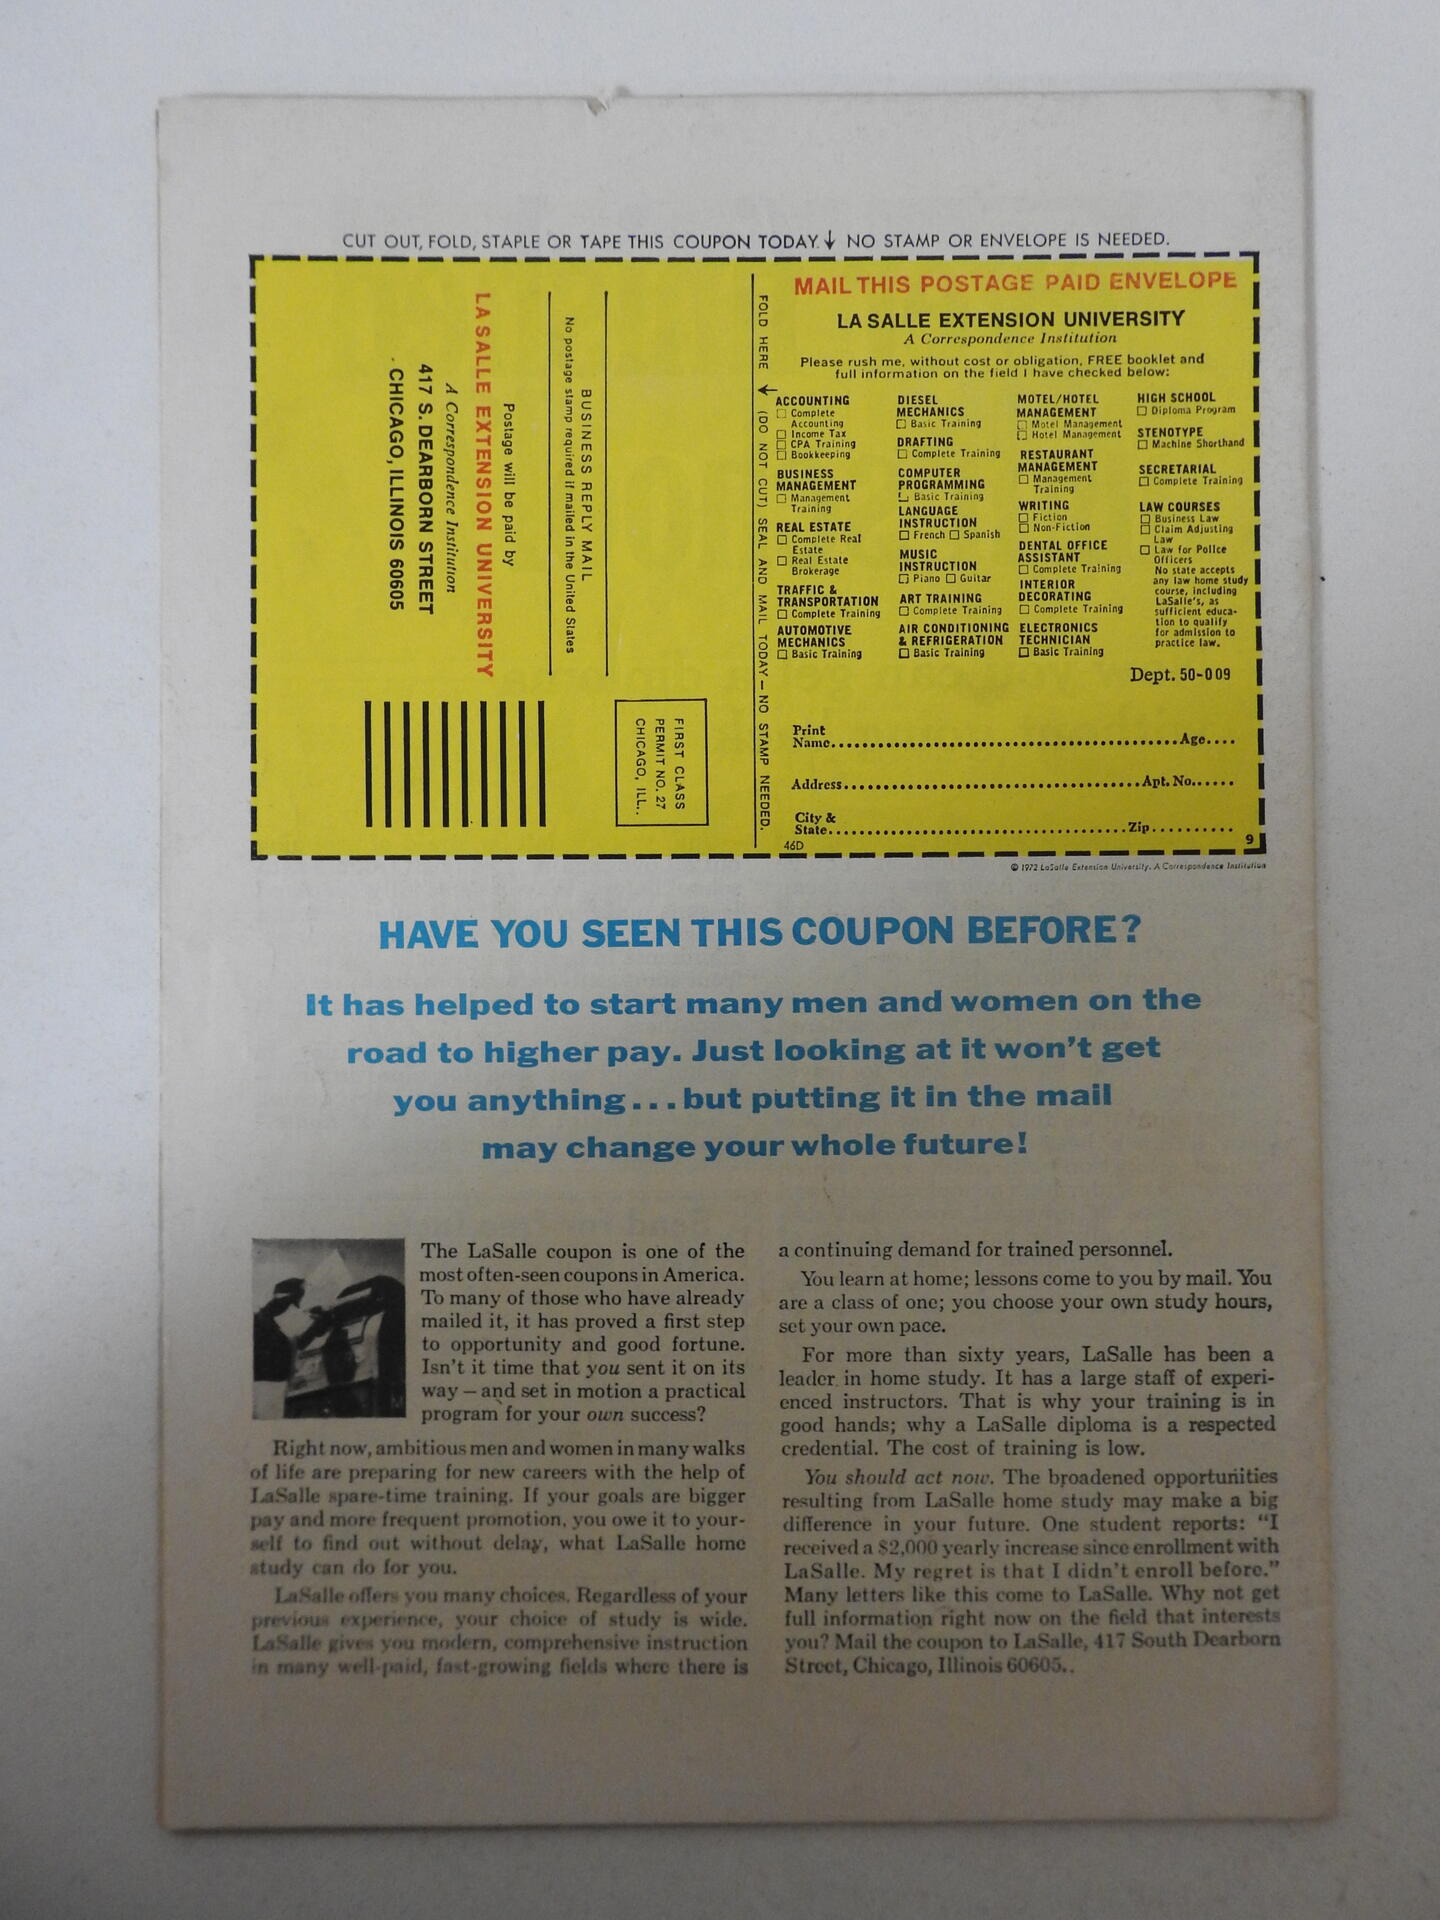 CUT OUT, FOLD, STAPLE OR TAPE THIS COUPON TODAY. ↓ NO STAMP OR ENVELOPE IS NEEDED.
BUSINESS REPLY MAIL
No postage stamp required if mailed in the United States
Postage will be paid by
LA SALLE EXTENSION UNIVERSITY
A Correspondence Institution
417 S. DEARBORN STREET
CHICAGO, ILLINOIS 60605
FIRST CLASS
PERMIT NO. 27
CHICAGO, ILL..
FOLD HERE ↓ (DO NOT CUT) SEAL AND MAIL TODAY — NO STAMP NEEDED.
MAIL THIS POSTAGE PAID ENVELOPE
LA SALLE EXTENSION UNIVERSITY
A Correspondence Institution
Please rush me, without cost or obligation, FREE booklet and
full information on the field I have checked below:
ACCOUNTING
☐ Complete
Accounting
☐ Income Tax
☐ CPA Training
☐ Bookkeeping
BUSINESS
MANAGEMENT
☐ Management
Training
REAL ESTATE
☐ Complete Real
Estate
☐ Real Estate
Brokerage
TRAFFIC &
TRANSPORTATION
☐ Complete Training
AUTOMOTIVE
MECHANICS
☐ Basic Training
DIESEL
MECHANICS
☐ Basic Training
DRAFTING
☐ Complete Training
COMPUTER
PROGRAMMING
☐ Basic Training
LANGUAGE
INSTRUCTION
☐ French ☐ Spanish
MUSIC
INSTRUCTION
☐ Piano ☐ Guitar
ART TRAINING
☐ Complete Training
AIR CONDITIONING
& REFRIGERATION
☐ Basic Training
MOTEL/HOTEL
MANAGEMENT
☐ Motel Management
☐ Hotel Management
RESTAURANT
MANAGEMENT
☐ Management
Training
WRITING
☐ Fiction
☐ Non-Fiction
DENTAL OFFICE
ASSISTANT
☐ Complete Training
INTERIOR
DECORATING
☐ Complete Training
ELECTRONICS
TECHNICIAN
☐ Basic Training
HIGH SCHOOL
☐ Diploma Program
STENOTYPE
☐ Machine Shorthand
SECRETARIAL
☐ Complete Training
LAW COURSES
☐ Business Law
☐ Claim Adjusting
Law
☐ Law for Police
Officers
No state accepts
any law home study
course, including
LaSalle's, as
sufficient educa-
tion to qualify
for admission to
practice law.
Dept. 50-009
Print
Name.......... Age....
Address.......... Apt. No......
City &
State.......... Zip..........
46D
9
© 1972 LaSalle Extension University. A Correspondence Institution
HAVE YOU SEEN THIS COUPON BEFORE?
It has helped to start many men and women on the
road to higher pay. Just looking at it won't get
you anything... but putting it in the mail
may change your whole future!
The LaSalle coupon is one of the
most often-seen coupons in America.
To many of those who have already
mailed it, it has proved a first step
to opportunity and good fortune.
Isn't it time that you sent it on its
way – and set in motion a practical
program for your own success?
Right now, ambitious men and women in many walks
of life are preparing for new careers with the help of
LaSalle spare-time training. If your goals are bigger
pay and more frequent promotion, you owe it to your-
self to find out without delay, what LaSalle home
study can do for you.
LaSalle offers you many choices. Regardless of your
previous experience, your choice of study is wide.
LaSalle gives you modern, comprehensive instruction
in many well-paid, fast-growing fields where there is
a continuing demand for trained personnel.
You learn at home; lessons come to you by mail. You
are a class of one; you choose your own study hours,
set your own pace.
For more than sixty years, LaSalle has been a
leader in home study. It has a large staff of experi-
enced instructors. That is why your training is in
good hands; why a LaSalle diploma is a respected
credential. The cost of training is low.
You should act now. The broadened opportunities
resulting from LaSalle home study may make a big
difference in your future. One student reports: “I
received a $2,000 yearly increase since enrollment with
LaSalle. My regret is that I didn't enroll before.”
Many letters like this come to LaSalle. Why not get
full information right now on the field that interests
you? Mail the coupon to LaSalle, 417 South Dearborn
Street, Chicago, Illinois 60605..